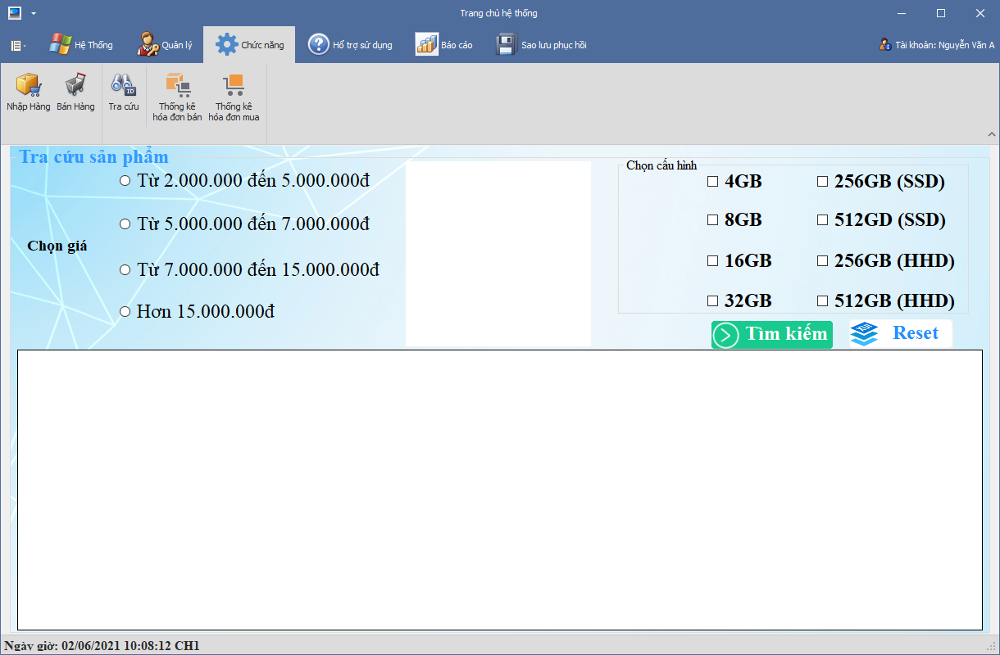 Trang chủ hệ thống
Hệ Thống
Quản lý
Chức năng
Hổ trợ sử dụng
Báo cáo
Sao lưu phục hồi
Tài khoản: Nguyễn Văn A
Nhập Hàng
Bán Hàng
Tra cứu
Thống kê
hóa đơn bán
Thống kê
hóa đơn mua
Tra cứu sản phẩm
Chọn giá
Từ 2.000.000 đến 5.000.000đ
Từ 5.000.000 đến 7.000.000đ
Từ 7.000.000 đến 15.000.000đ
Hơn 15.000.000đ
Chọn cấu hình
4GB
256GB (SSD)
8GB
512GD (SSD)
16GB
256GB (HHD)
32GB
512GB (HHD)
Tìm kiếm
Reset
Ngày giờ: 02/06/2021 10:08:12 CH1